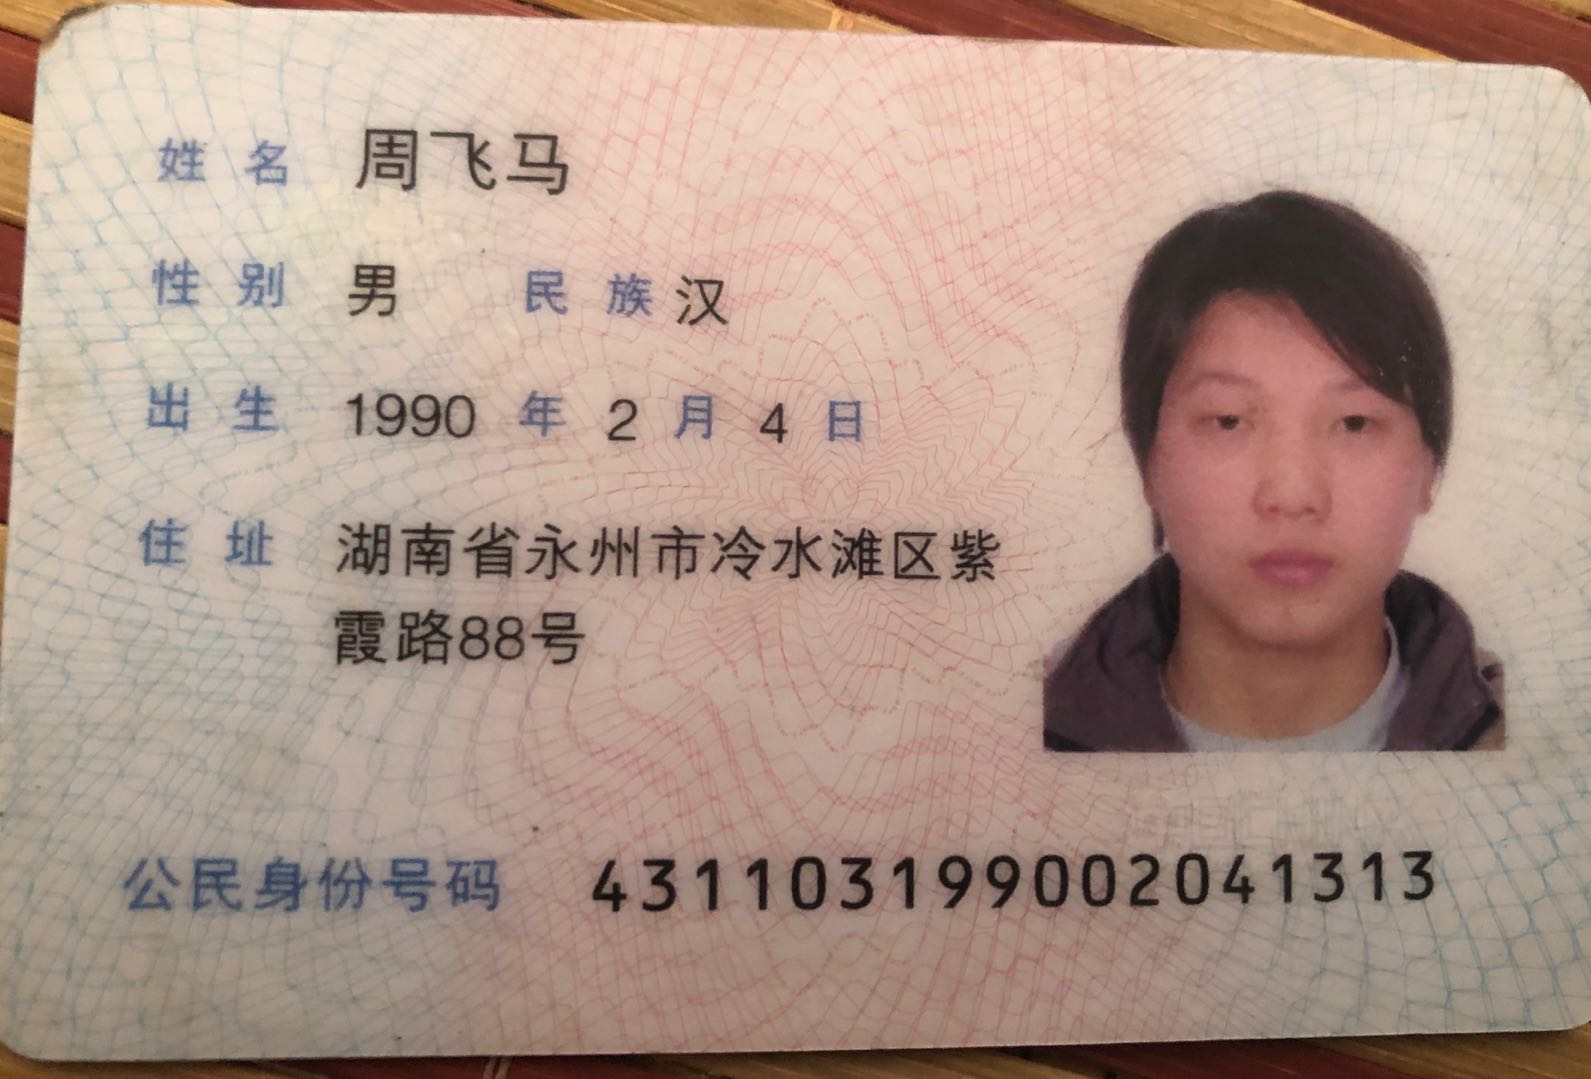 姓名 周飞马
性别 男 民族 汉
出生 1990 年 2 月 4 日
住址 湖南省永州市冷水滩区紫
霞路88号
公民身份号码 431103199002041313